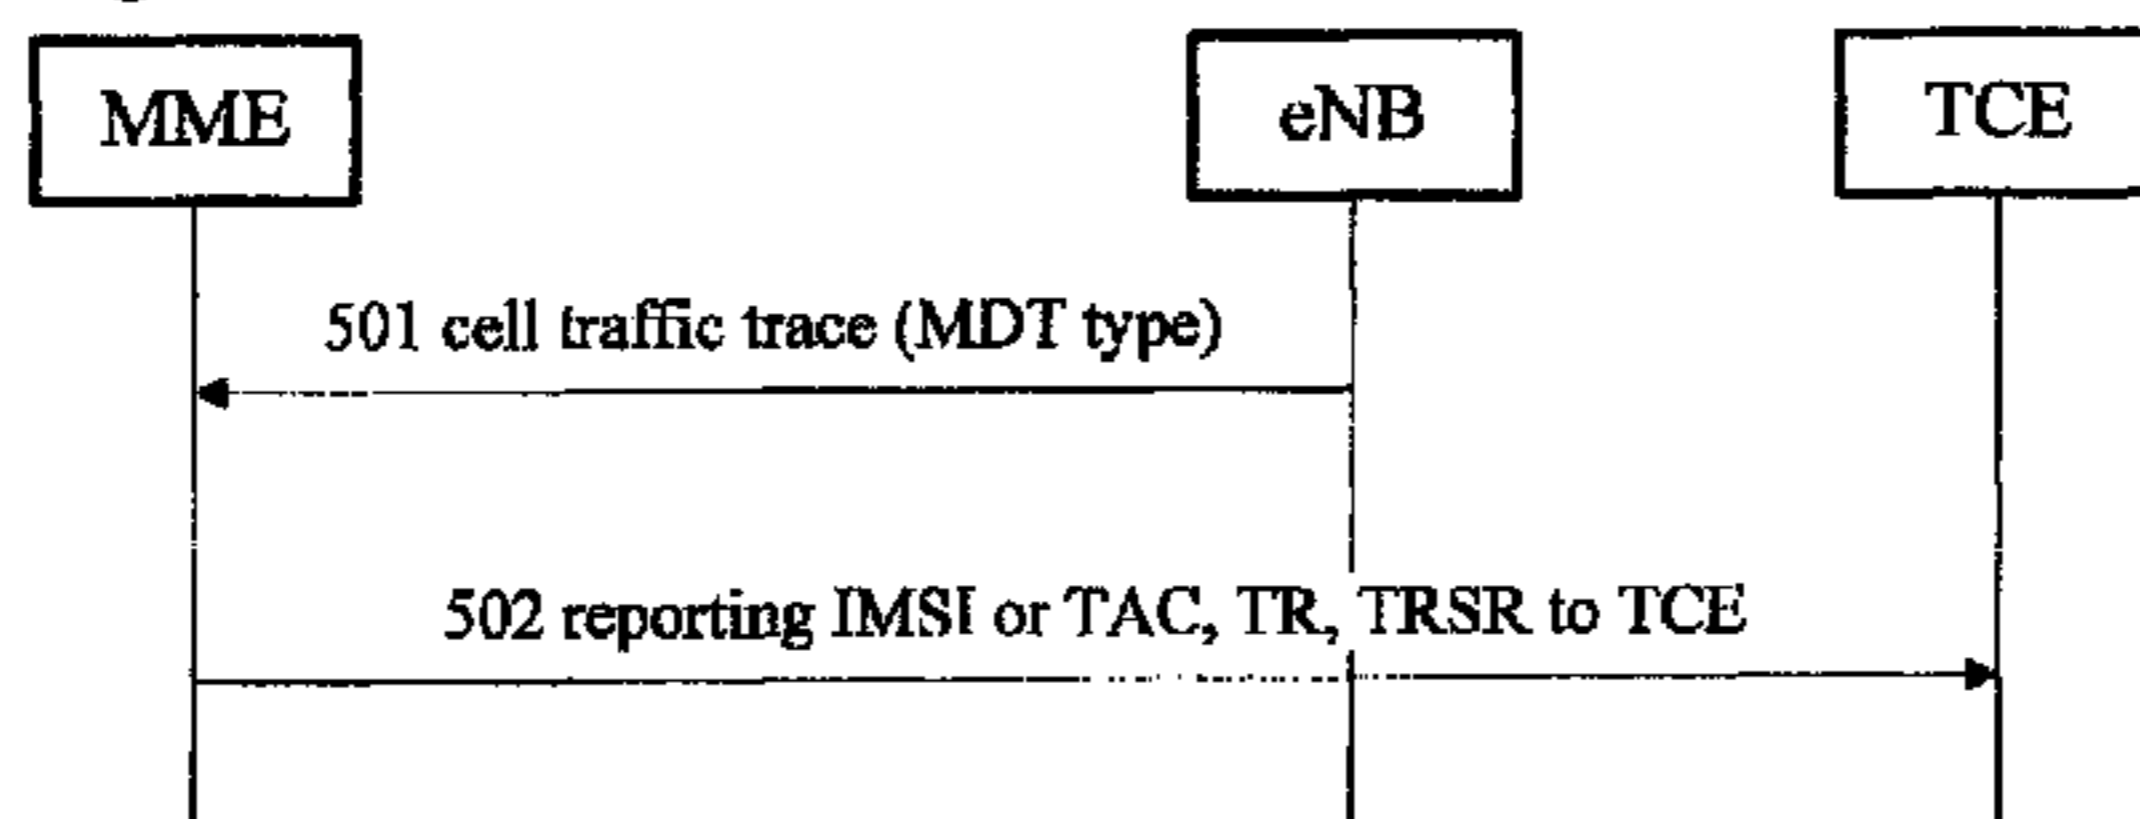 MME
eNB
TCE
501 cell traffic trace (MDT type)
502 reporting IMSI or TAC, TR, TRSR to TCE